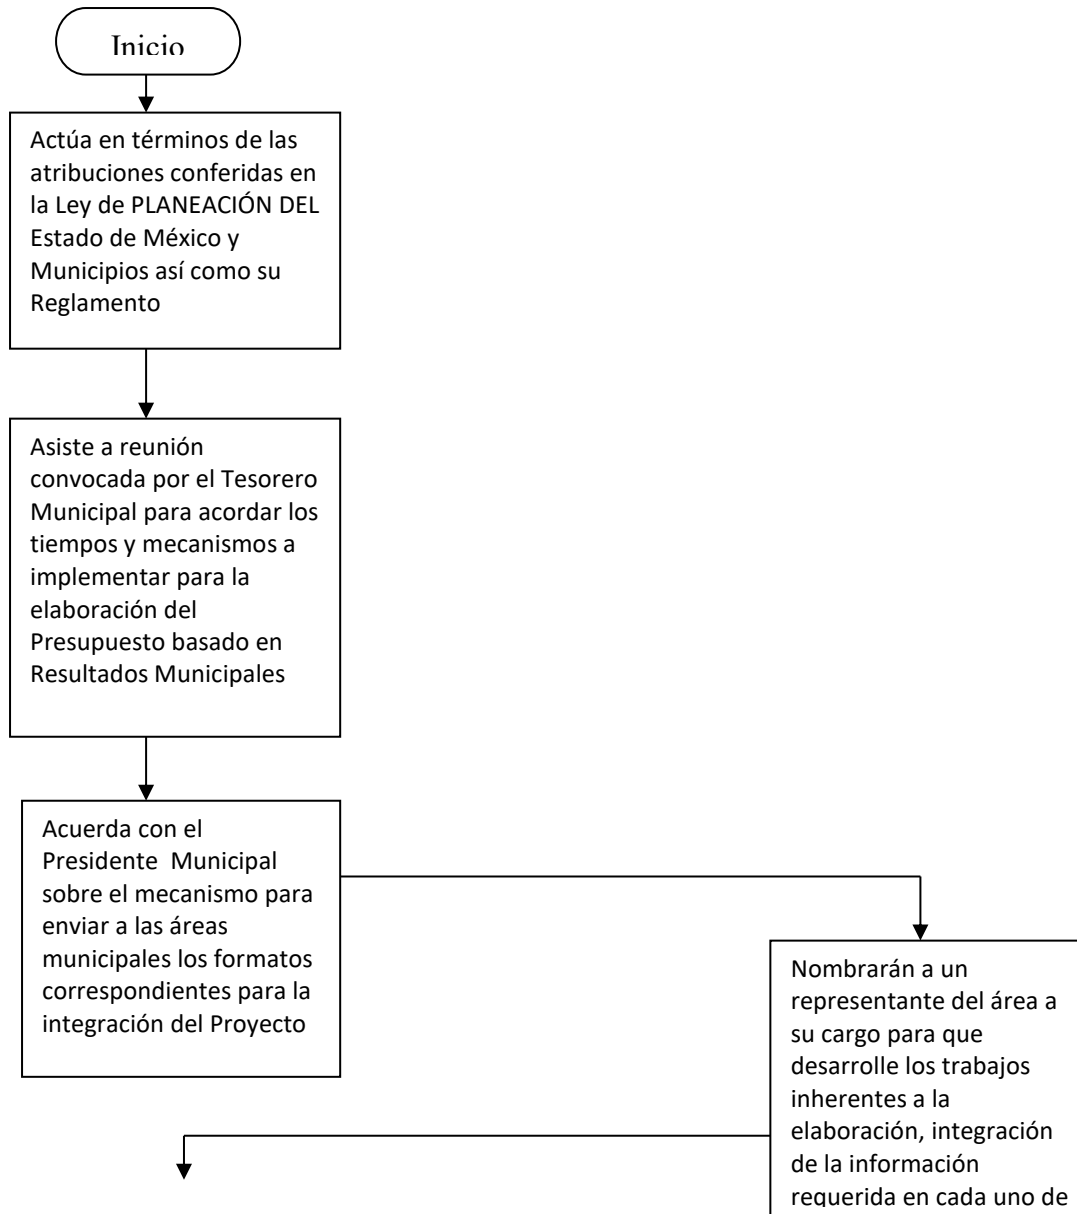 Inicio
Actúa en términos de las
atribuciones conferidas en
la Ley de PLANEACIÓN DEL
Estado de México y
Municipios así como su
Reglamento
Asiste a reunión
convocada por el Tesorero
Municipal para acordar los
tiempos y mecanismos a
implementar para la
elaboración del
Presupuesto basado en
Resultados Municipales
Acuerda con el
Presidente Municipal
sobre el mecanismo para
enviar a las áreas
municipales los formatos
correspondientes para la
integración del Proyecto
Nombrarán a un
representante del área a
su cargo para que
desarrolle los trabajos
inherentes a la
elaboración, integración
de la información
requerida en cada uno de